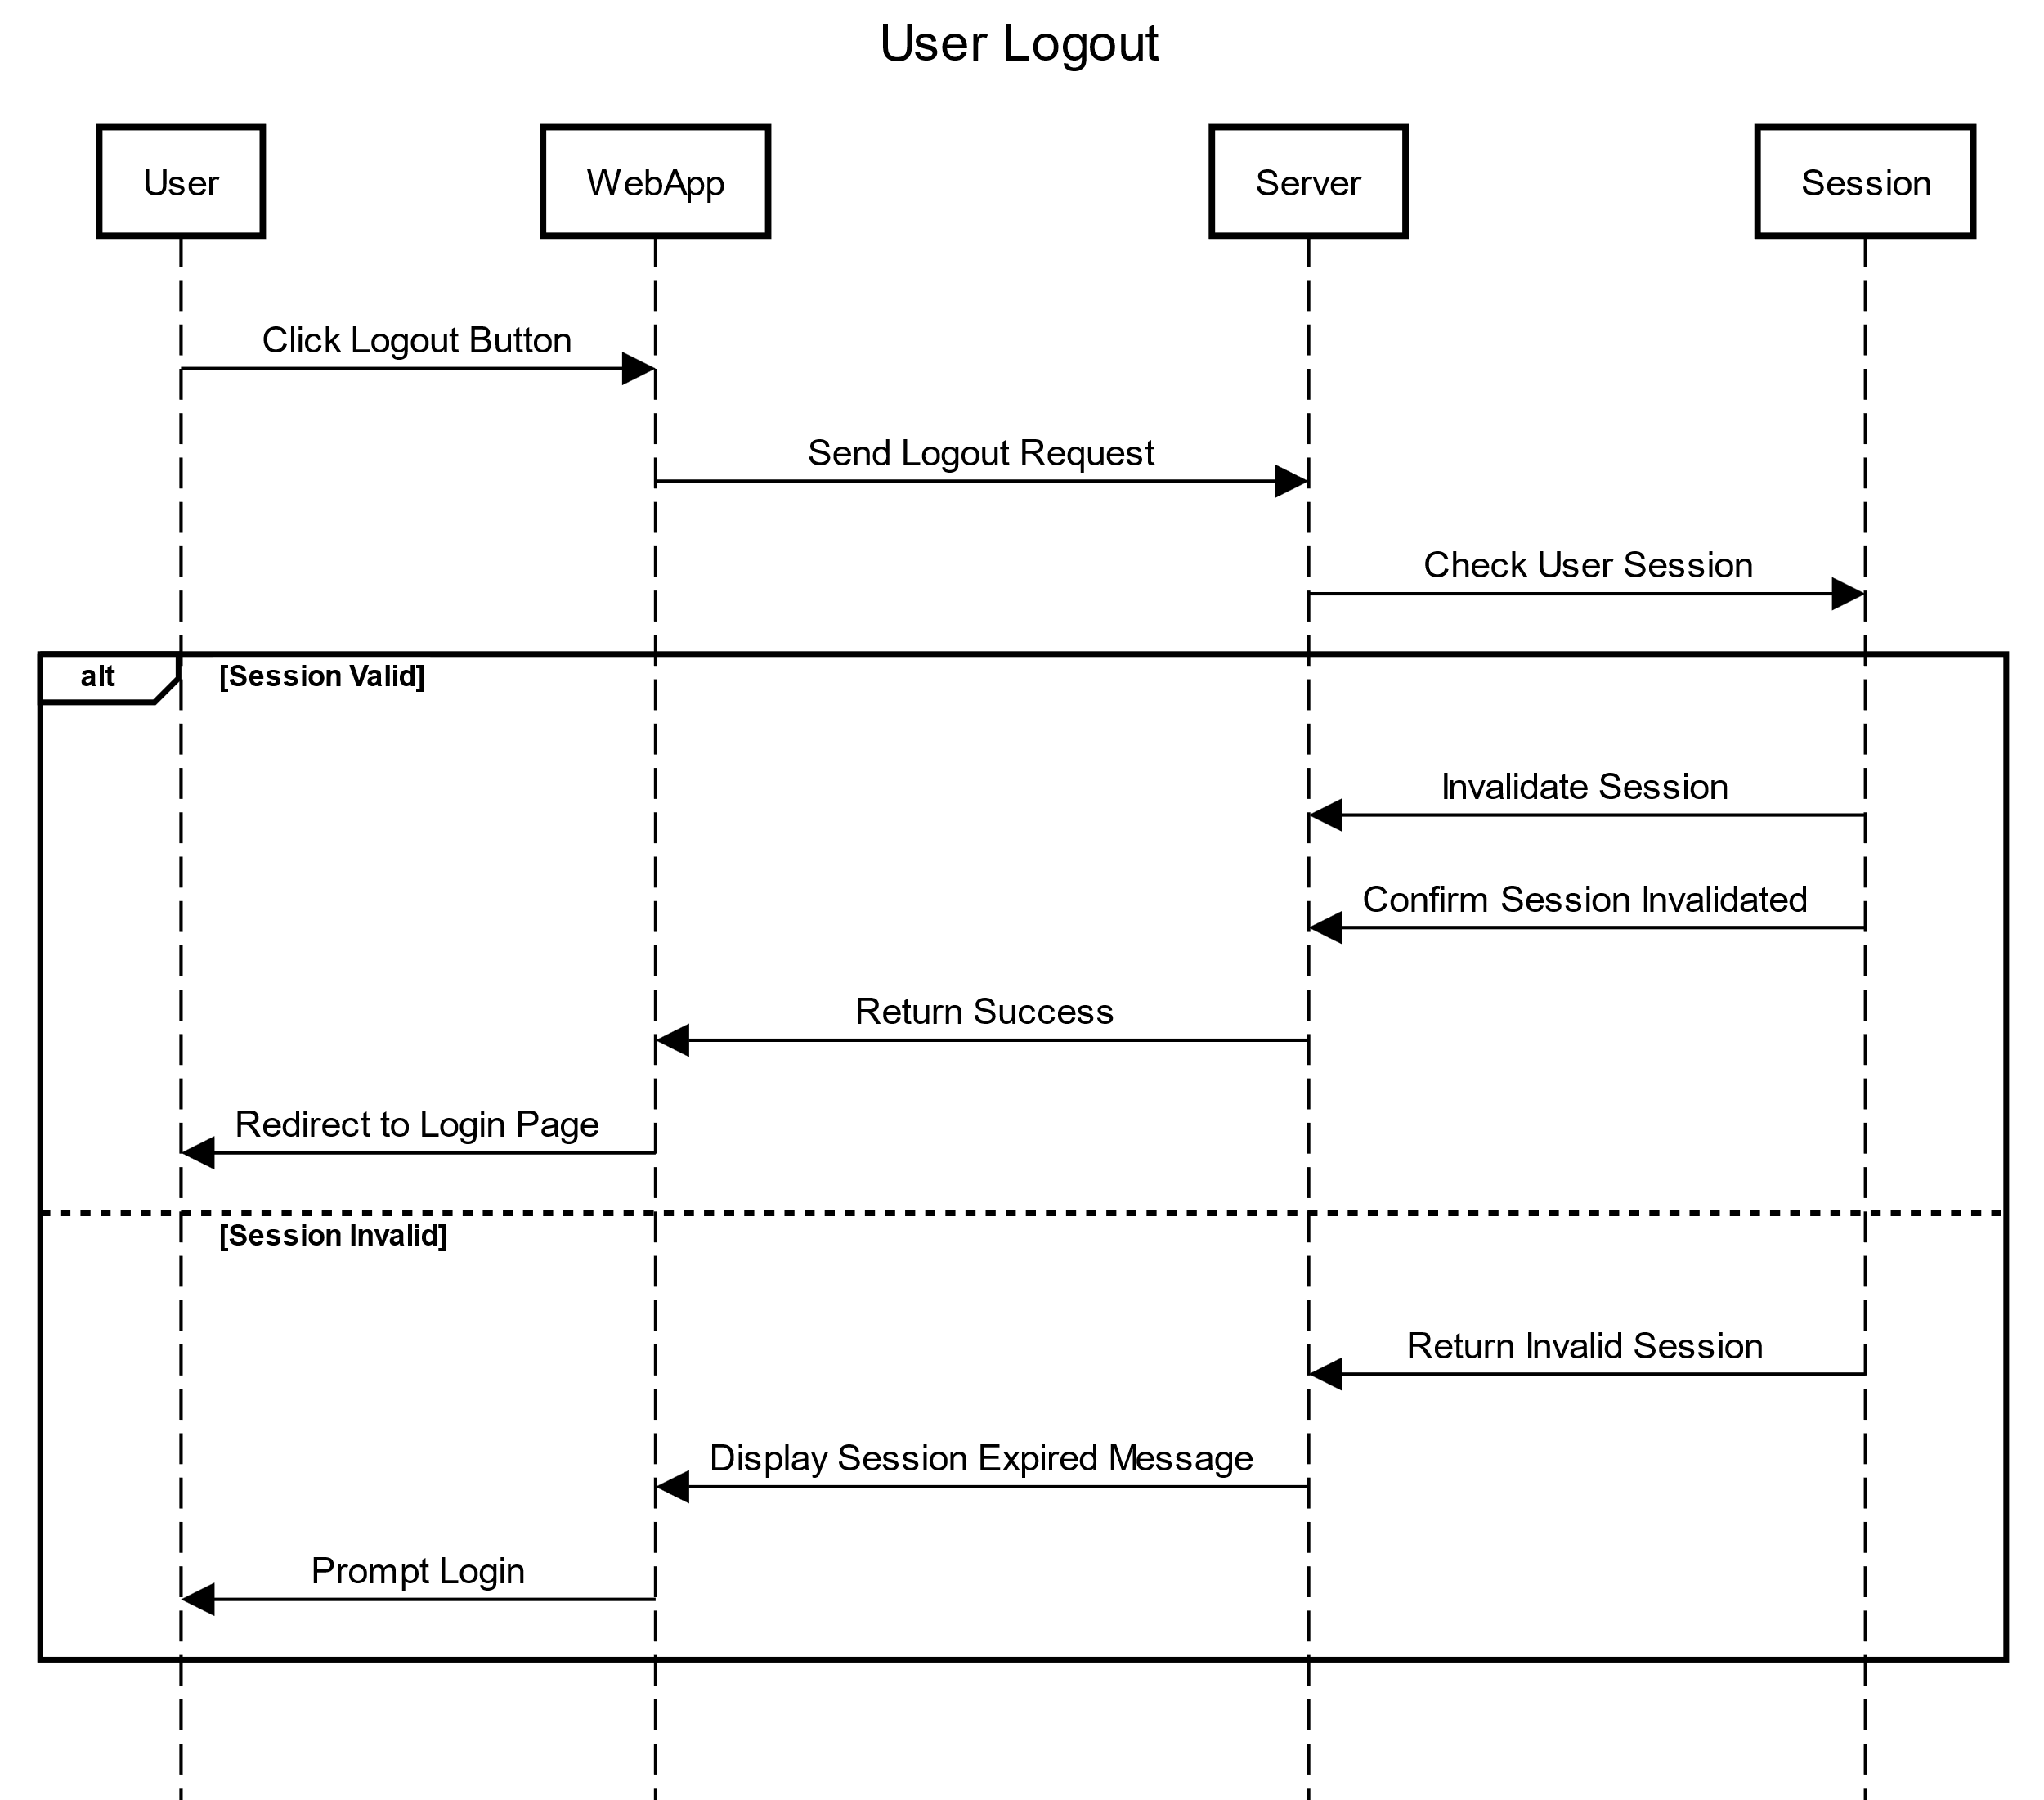 User Logout
User
WebApp
Server
Session
Click Logout Button
Send Logout Request
Check User Session
alt
[Session Valid]
Invalidate Session
Confirm Session Invalidated
Return Success
Redirect to Login Page
[Session Invalid]
Return Invalid Session
Display Session Expired Message
Prompt Login